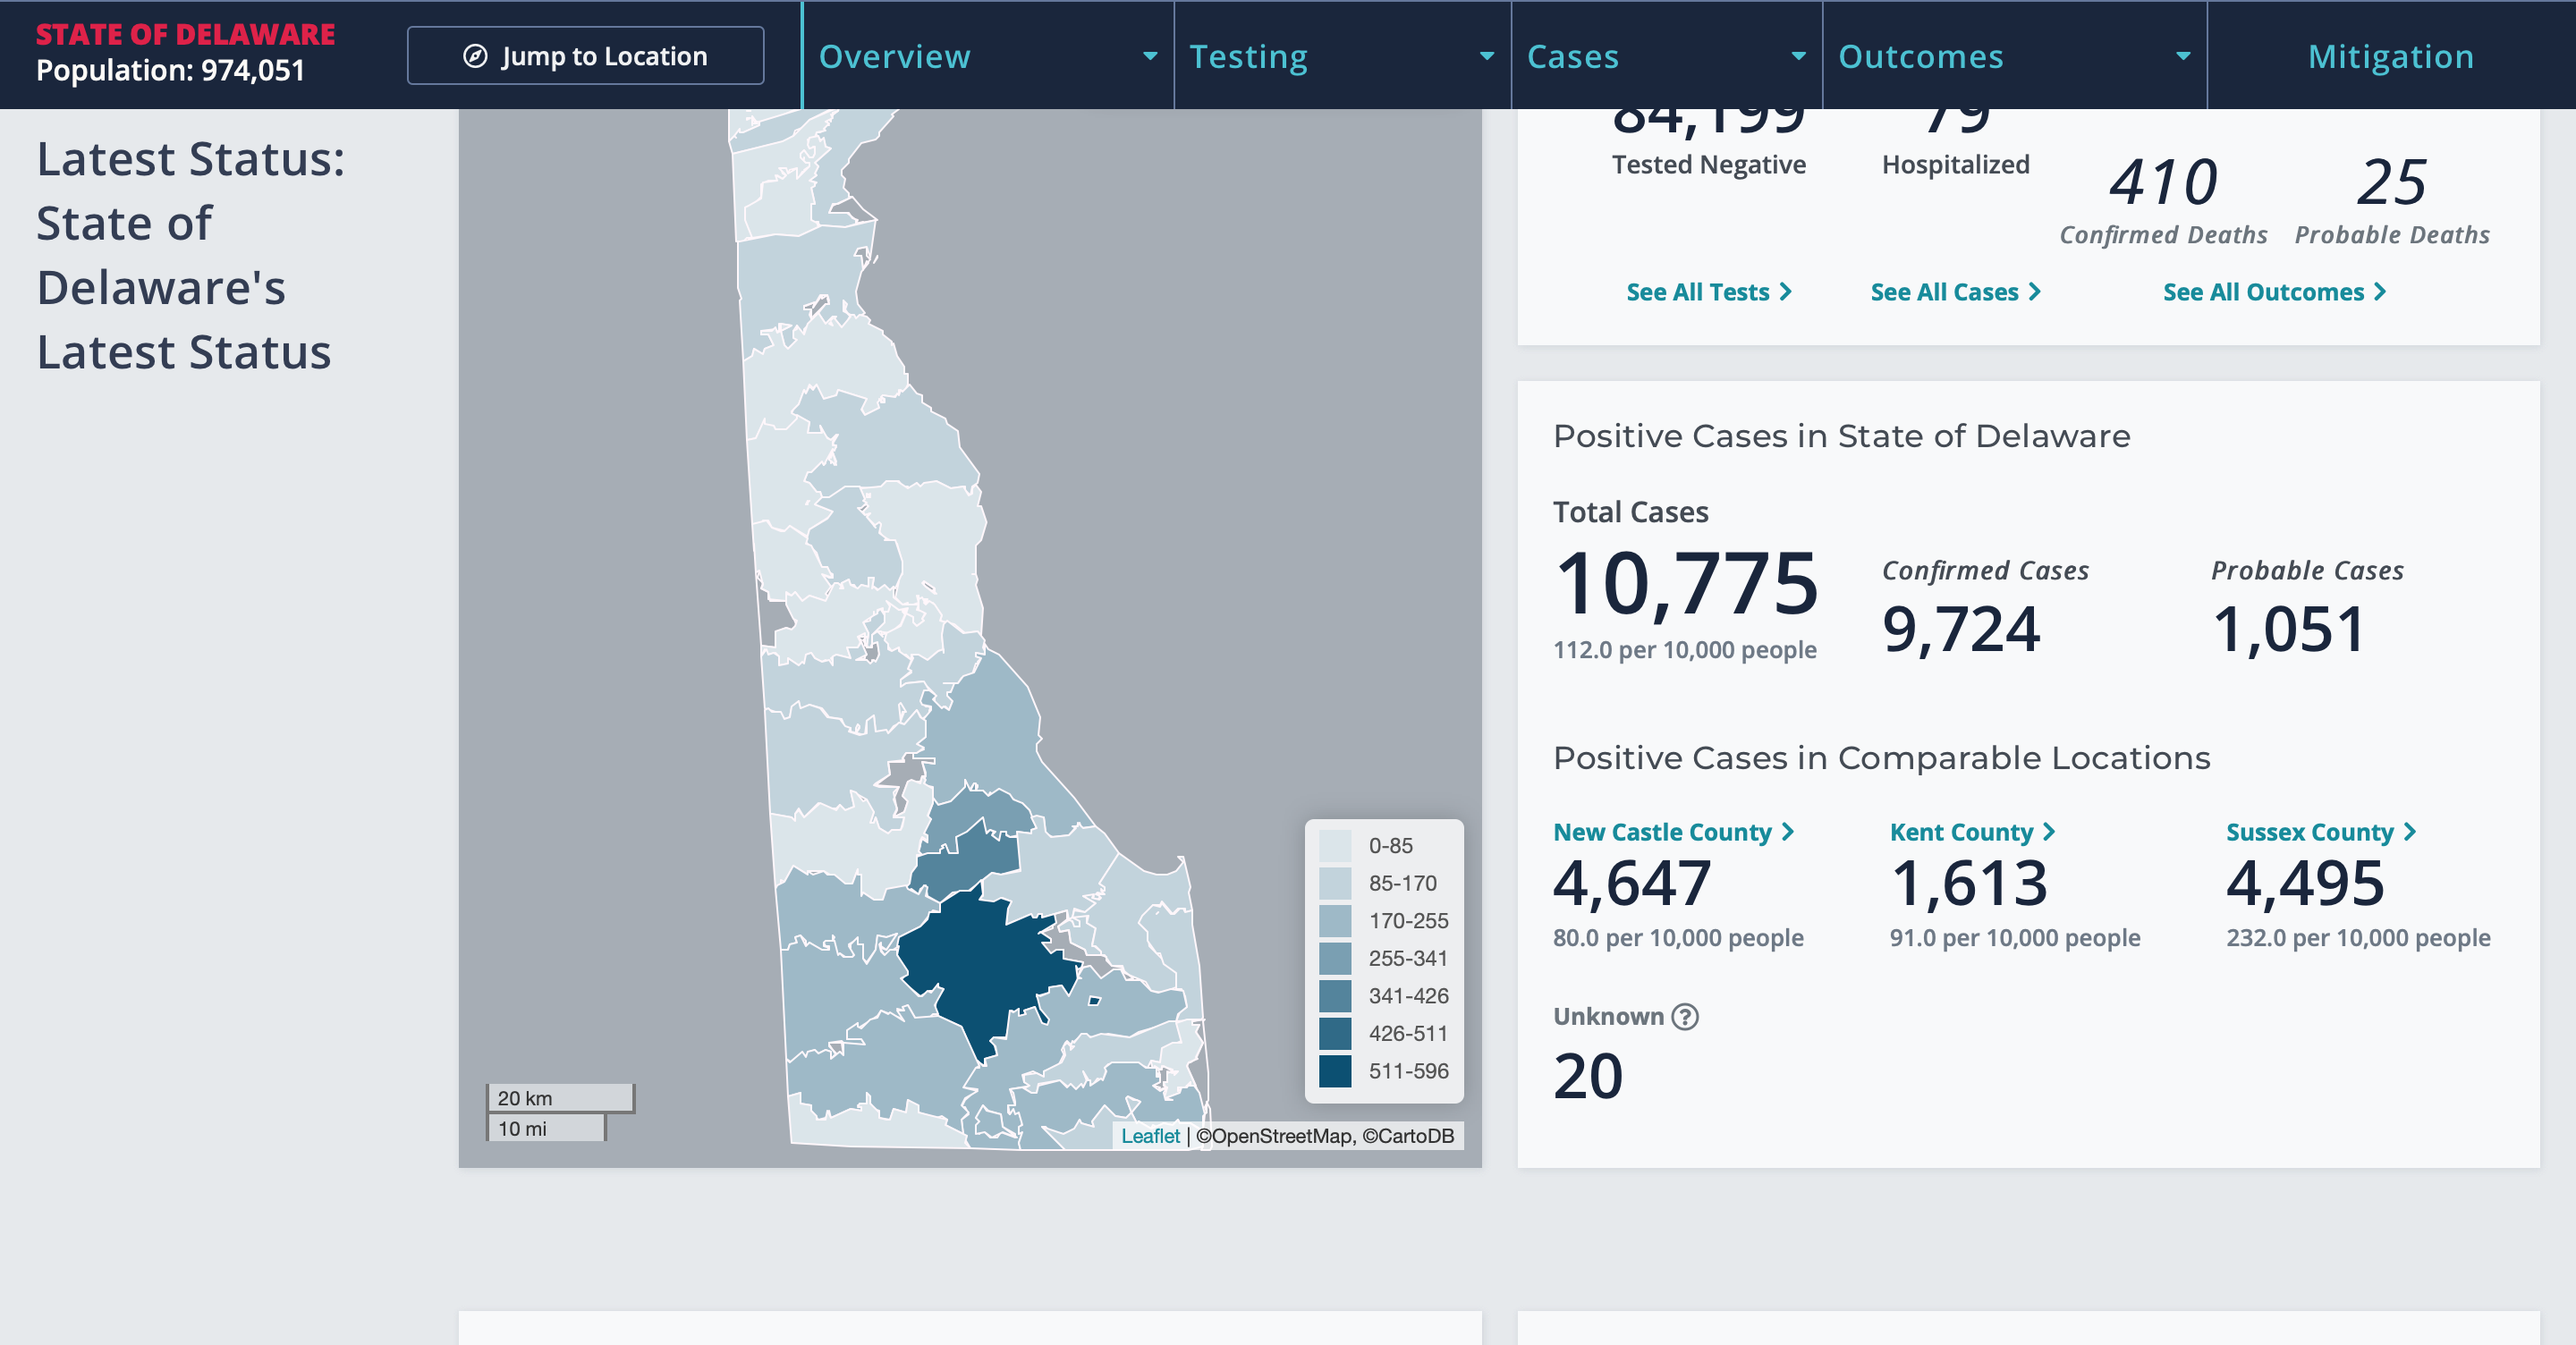 STATE OF DELAWARE
Population: 974,051
Jump to Location
Overview
Testing
Cases
Outcomes
Mitigation
Latest Status:
State of
Delaware's
Latest Status
84,199
Tested Negative
79
Hospitalized
410
Confirmed Deaths
25
Probable Deaths
See All Tests
See All Cases
See All Outcomes
Positive Cases in State of Delaware
Total Cases
10,775
112.0 per 10,000 people
Confirmed Cases
9,724
Probable Cases
1,051
Positive Cases in Comparable Locations
New Castle County
4,647
80.0 per 10,000 people
Kent County
1,613
91.0 per 10,000 people
Sussex County
4,495
232.0 per 10,000 people
Unknown ?
20
0-85
85-170
170-255
255-341
341-426
426-511
511-596
20 km
10 mi
Leaflet | ©OpenStreetMap, ©CartoDB